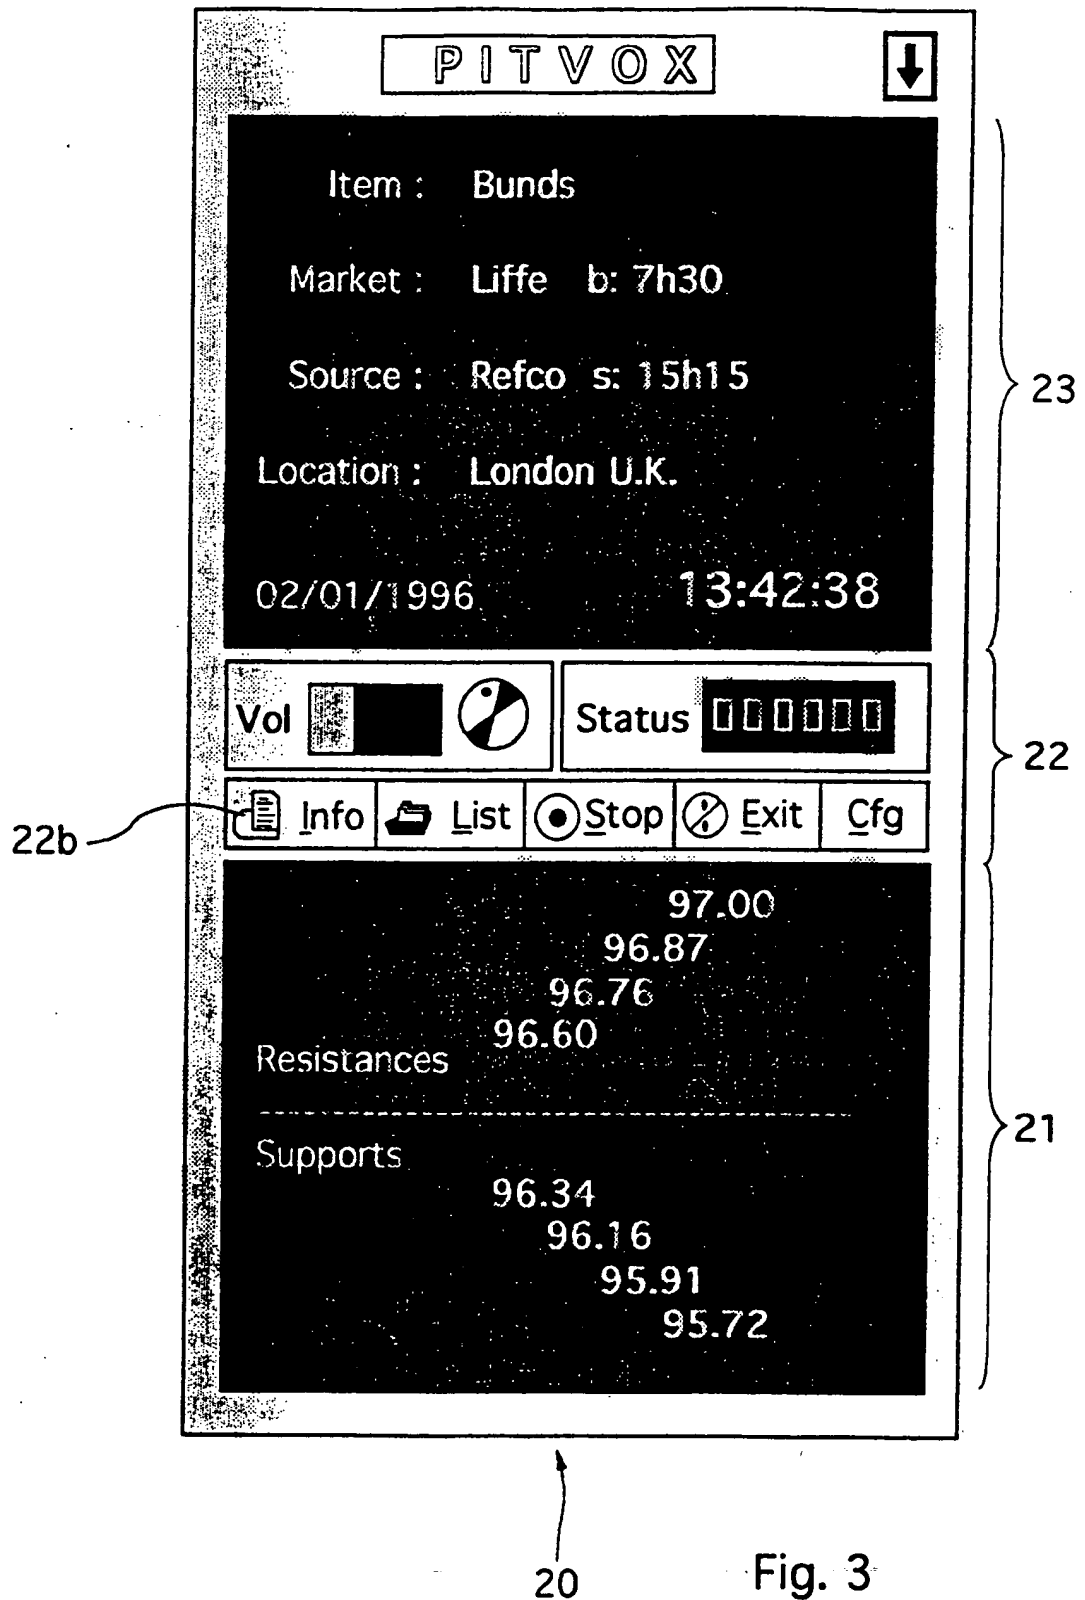 PITVOX
Item : Bunds
Market : Liffe b: 7h30
Source : Refco s: 15h15
Location : London U.K.
02/01/1996 13:42:38
23
Vol Status
22
Info List Stop Exit Cfg
22b
97.00
96.87
96.76
96.60
Resistances
21
Supports
96.34
96.16
95.91
95.72
20
Fig. 3